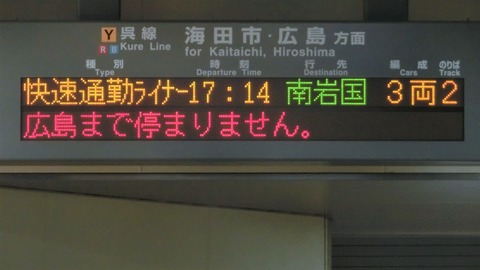 Y 呉線 海田市・広島 方面
R B Kure Line for Kaitaichi, Hiroshima
種別 時刻 行先 編成 のりば
Type Departure Time Destination Cars Track
快速通勤ﾗｲﾅｰ17:14 南岩国 3両2
広島まで停まりません。